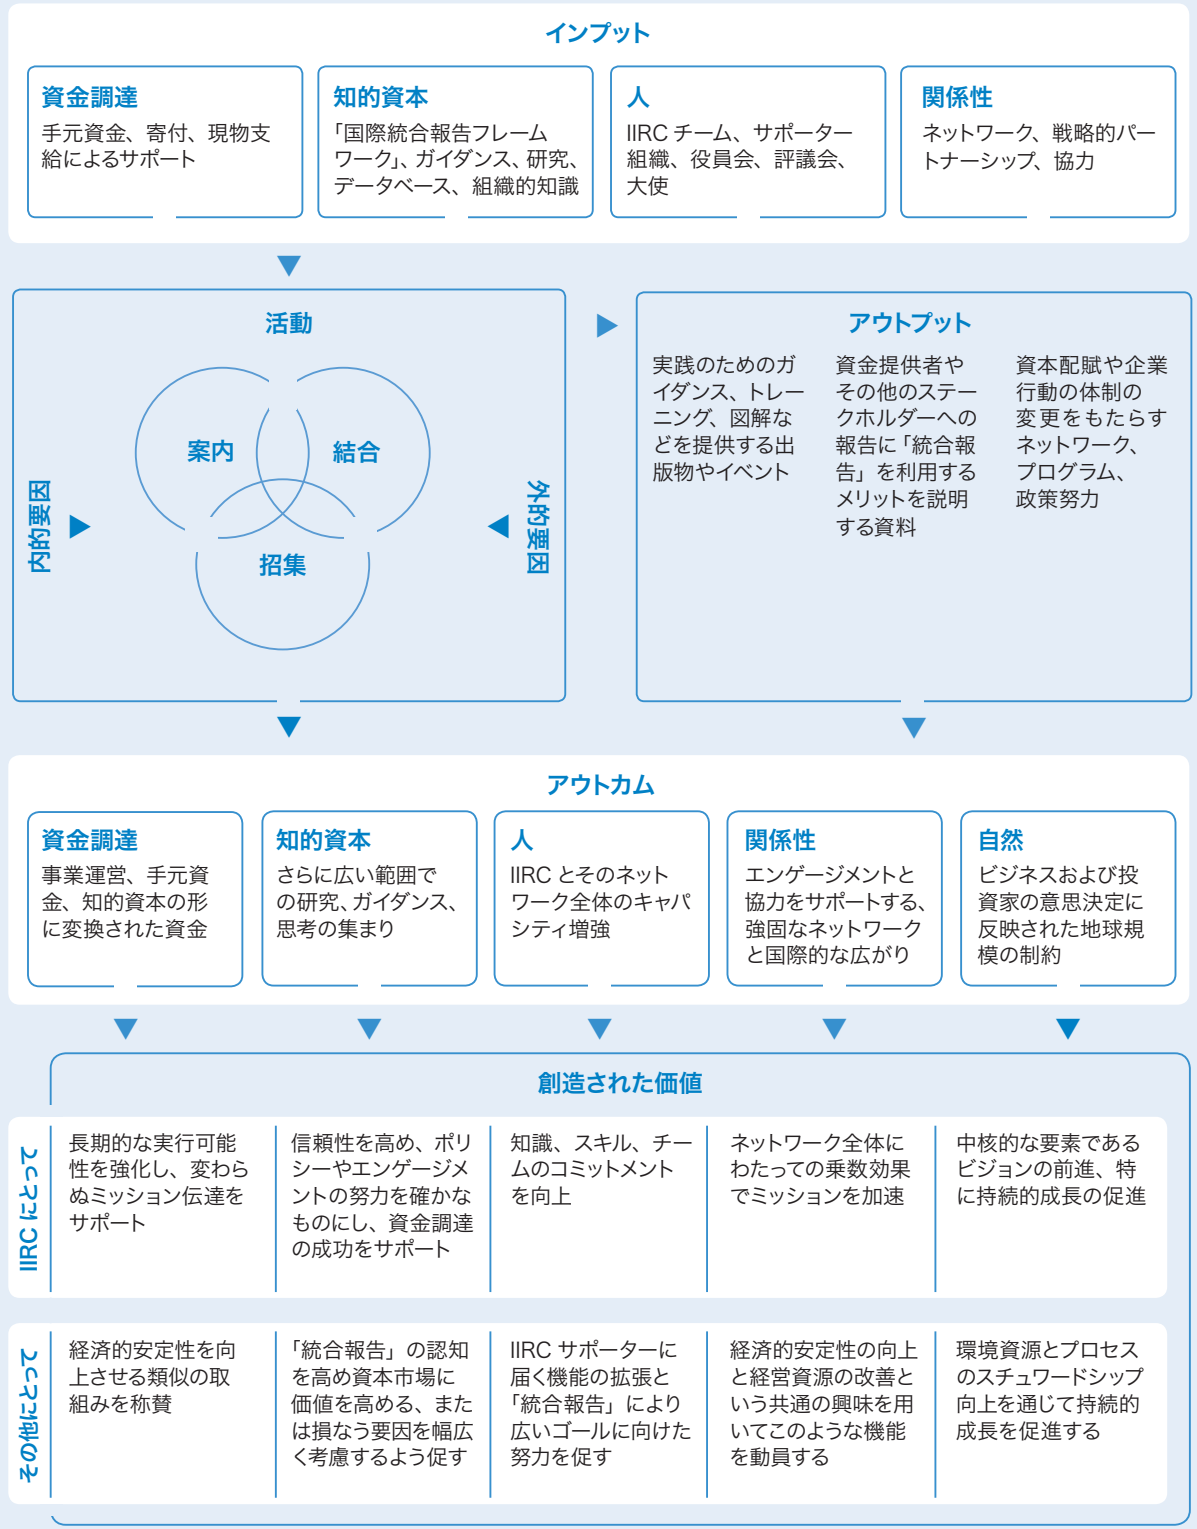 インプット
資金調達
手元資金、寄付、現物支
給によるサポート
知的資本
「国際統合報告フレーム
ワーク」、ガイダンス、研究、
データベース、組織的知識
人
IIRC チーム、サポーター
組織、役員会、評議会、
大使
関係性
ネットワーク、戦略的パー
トナーシップ、協力
活動
案内
結合
招集
内的要因
外的要因
アウトプット
実践のためのガ
イダンス、トレー
ニング、図解な
どを提供する出
版物やイベント
資金提供者や
その他のステー
クホルダーへの
報告に「統合報
告」を利用する
メリットを説明
する資料
資本配賦や企業
行動の体制の
変更をもたらす
ネットワーク、
プログラム、
政策努力
アウトカム
資金調達
事業運営、手元資
金、知的資本の形
に変換された資金
知的資本
さらに広い範囲で
の研究、ガイダンス、
思考の集まり
人
IIRC とそのネット
ワーク全体のキャパ
シティ増強
関係性
エンゲージメントと
協力をサポートする、
強固なネットワーク
と国際的な広がり
自然
ビジネスおよび投
資家の意思決定に
反映された地球規
模の制約
創造された価値
IIRC にとって
長期的な実行可能
性を強化し、変わら
ぬミッション伝達を
サポート
信頼性を高め、ポリ
シーやエンゲージメ
ントの努力を確かな
ものにし、資金調達
の成功をサポート
知識、スキル、チー
ムのコミットメント
を向上
ネットワーク全体に
わたっての乗数効果
でミッションを加速
中核的な要素である
ビジョンの前進、特
に持続的成長の促進
その他にとって
経済的安定性を向
上させる類似の取
組みを称賛
「統合報告」の認知
を高め資本市場に
価値を高める、また
は損なう要因を幅広
く考慮するよう促す
IIRC サポーターに
届く機能の拡張と
「統合報告」により
広いゴールに向けた
努力を促す
経済的安定性の向上
と経営資源の改善と
いう共通の興味を用
いてこのような機能
を動員する
環境資源とプロセス
のスチュワードシップ
向上を通じて持続的
成長を促進する